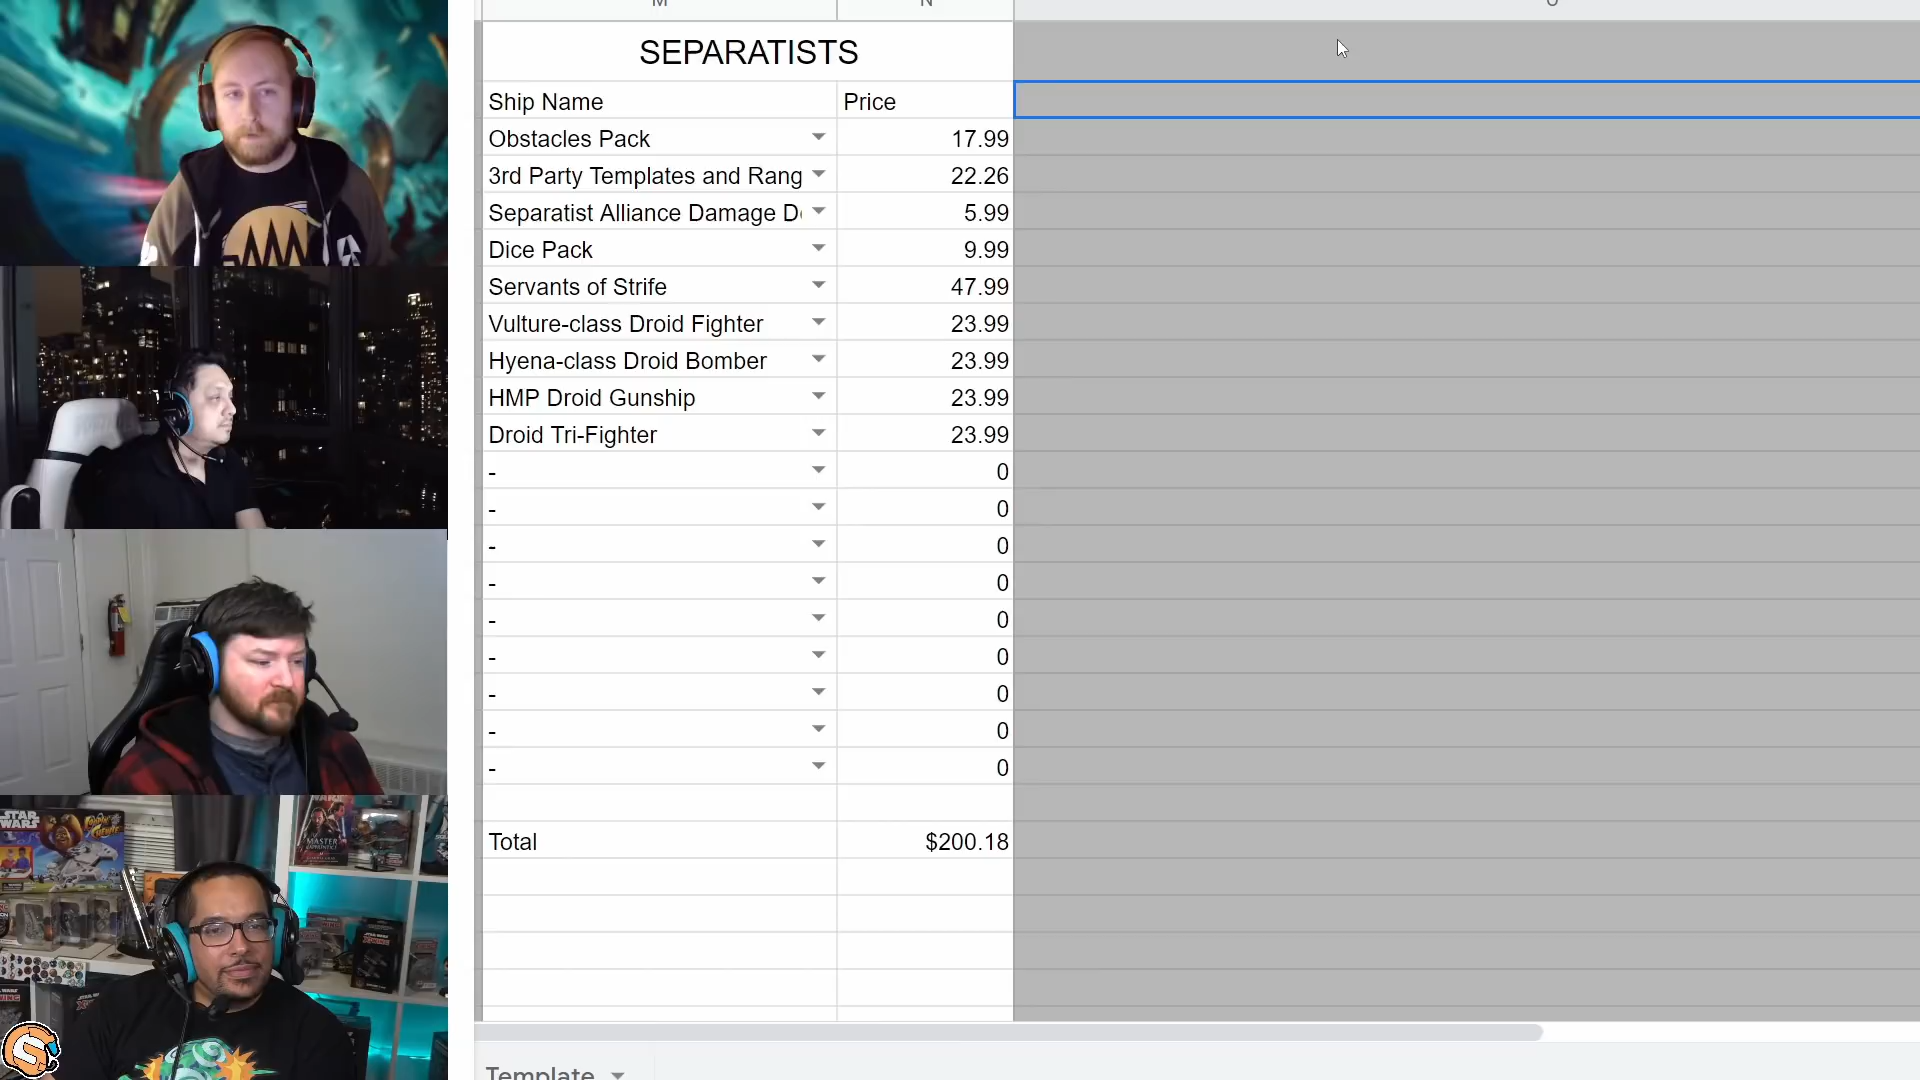 M N
SEPARATISTS
Ship Name Price
Obstacles Pack 17.99
3rd Party Templates and Rang 22.26
Separatist Alliance Damage D 5.99
Dice Pack 9.99
Servants of Strife 47.99
Vulture-class Droid Fighter 23.99
Hyena-class Droid Bomber 23.99
HMP Droid Gunship 23.99
Droid Tri-Fighter 23.99
- 0
- 0
- 0
- 0
- 0
- 0
- 0
- 0
- 0
Total $200.18
Template
STAR WARS
MASTER
S